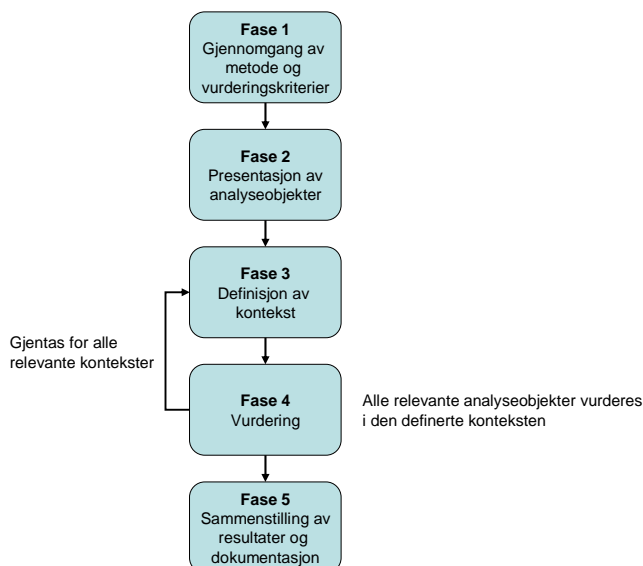 Fase 1
Gjennomgang av
metode og
vurderingskriterier
Fase 2
Presentasjon av
analyseobjekter
Fase 3
Definisjon av
kontekst
Gjentas for alle
relevante kontekster
Fase 4
Vurdering
Alle relevante analyseobjekter vurderes
i den definerte konteksten
Fase 5
Sammenstilling av
resultater og
dokumentasjon